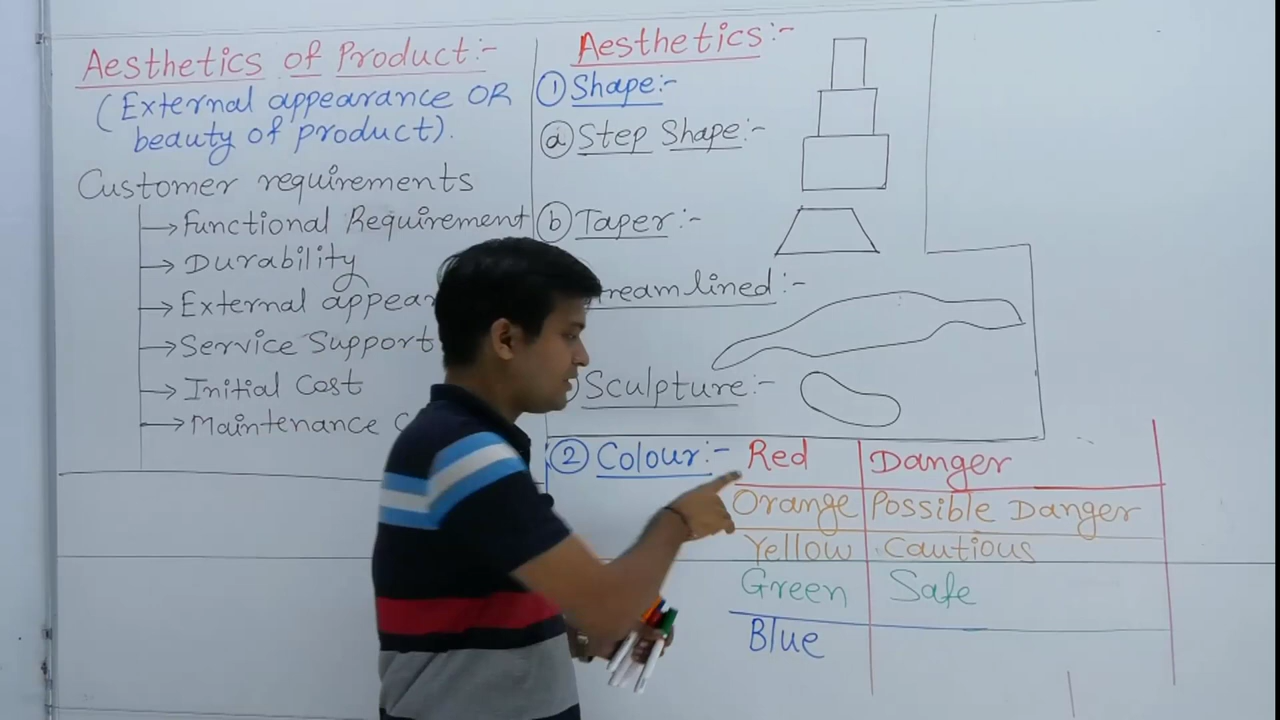 Aesthetics of Product:-
(External appearance OR
beauty of product).
Customer requirements
→ Functional Requirement
→ Durability
→ External
→ Service Support
→ Initial Cost
→ Maintenance
Aesthetics:-
① Shape:-
ⓐ Step Shape:-
ⓑ Taper:-
Sculpture:-
② Colour:-
Red Danger
Orange Possible Danger
Yellow Cautious
Green Safe
Blue